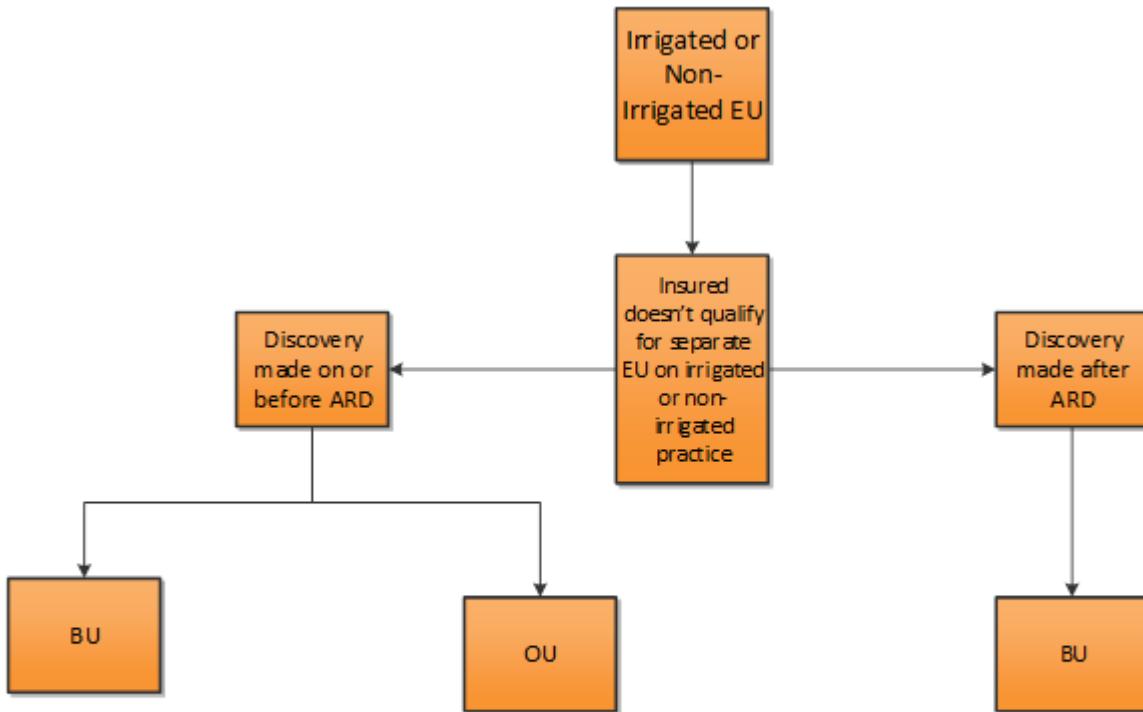 Irrigated or
Non-
Irrigated EU
Insured
doesn't qualify
for separate
EU on irrigated
or non-
irrigated
practice
Discovery
made on or
before ARD
Discovery
made after
ARD
BU
OU
BU